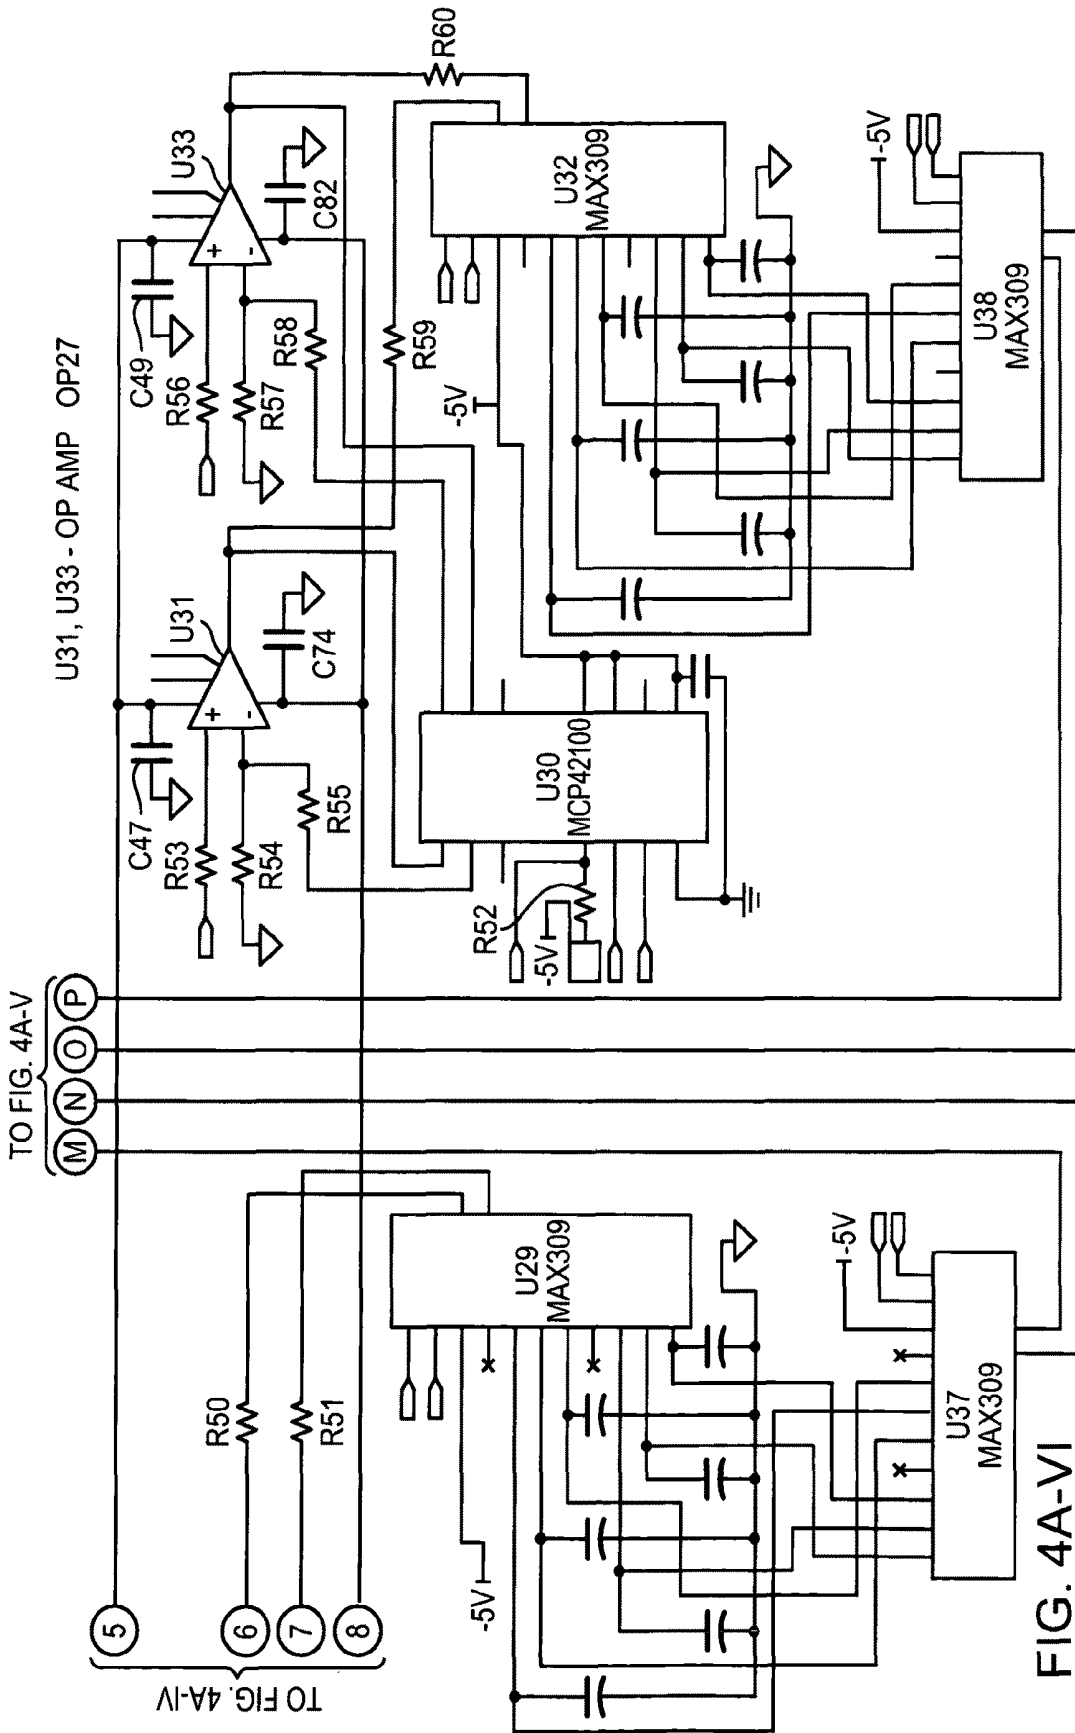 TO FIG. 4A-IV
5
6
7
8
R50
R51
-5V
U29
MAX309
-5V
U37
MAX309
FIG. 4A-VI
TO FIG. 4A-V
M
N
O
P
U31, U33 - OP AMP OP27
C47
R53
R54
R55
+
-
U31
C74
C49
R56
R57
R58
+
-
U33
C82
R59
R60
R52
-5V
U30
MCP42100
-5V
U32
MAX309
-5V
U38
MAX309